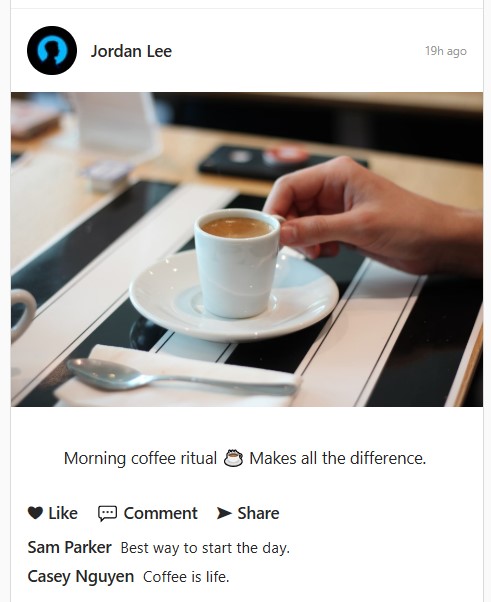 Jordan Lee
19h ago
Morning coffee ritual ☕ Makes all the difference.
Like Comment Share
Sam Parker Best way to start the day.
Casey Nguyen Coffee is life.